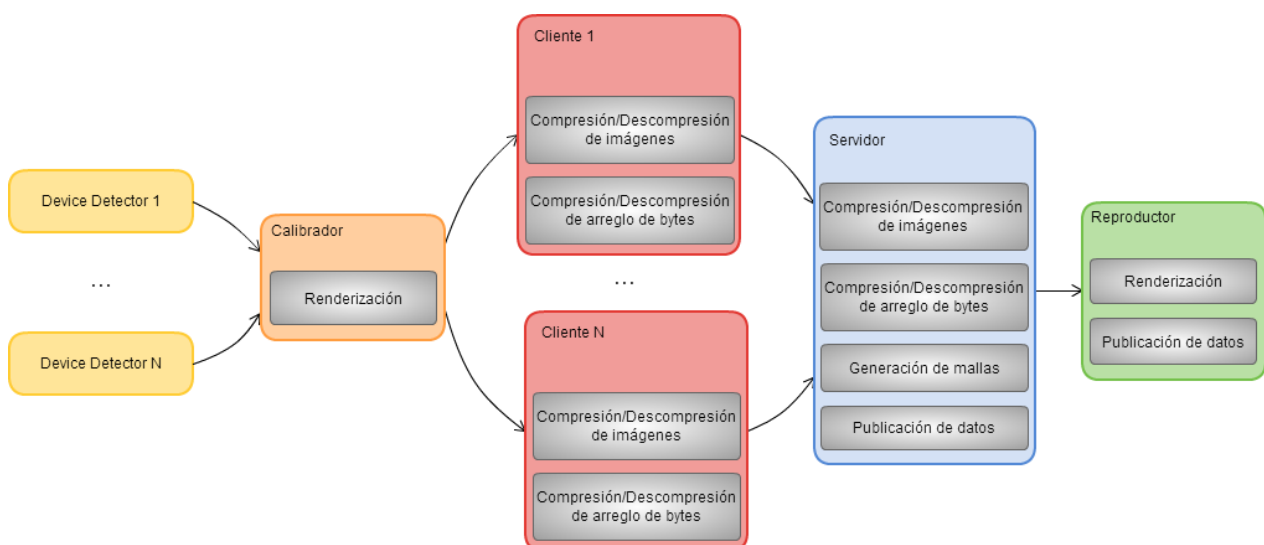 Device Detector 1
...
Device Detector N
Calibrador
Renderización
Cliente 1
Compresión/Descompresión
de imágenes
Compresión/Descompresión
de arreglo de bytes
...
Cliente N
Compresión/Descompresión
de imágenes
Compresión/Descompresión
de arreglo de bytes
Servidor
Compresión/Descompresión
de imágenes
Compresión/Descompresión
de arreglo de bytes
Generación de mallas
Publicación de datos
Reproductor
Renderización
Publicación de datos